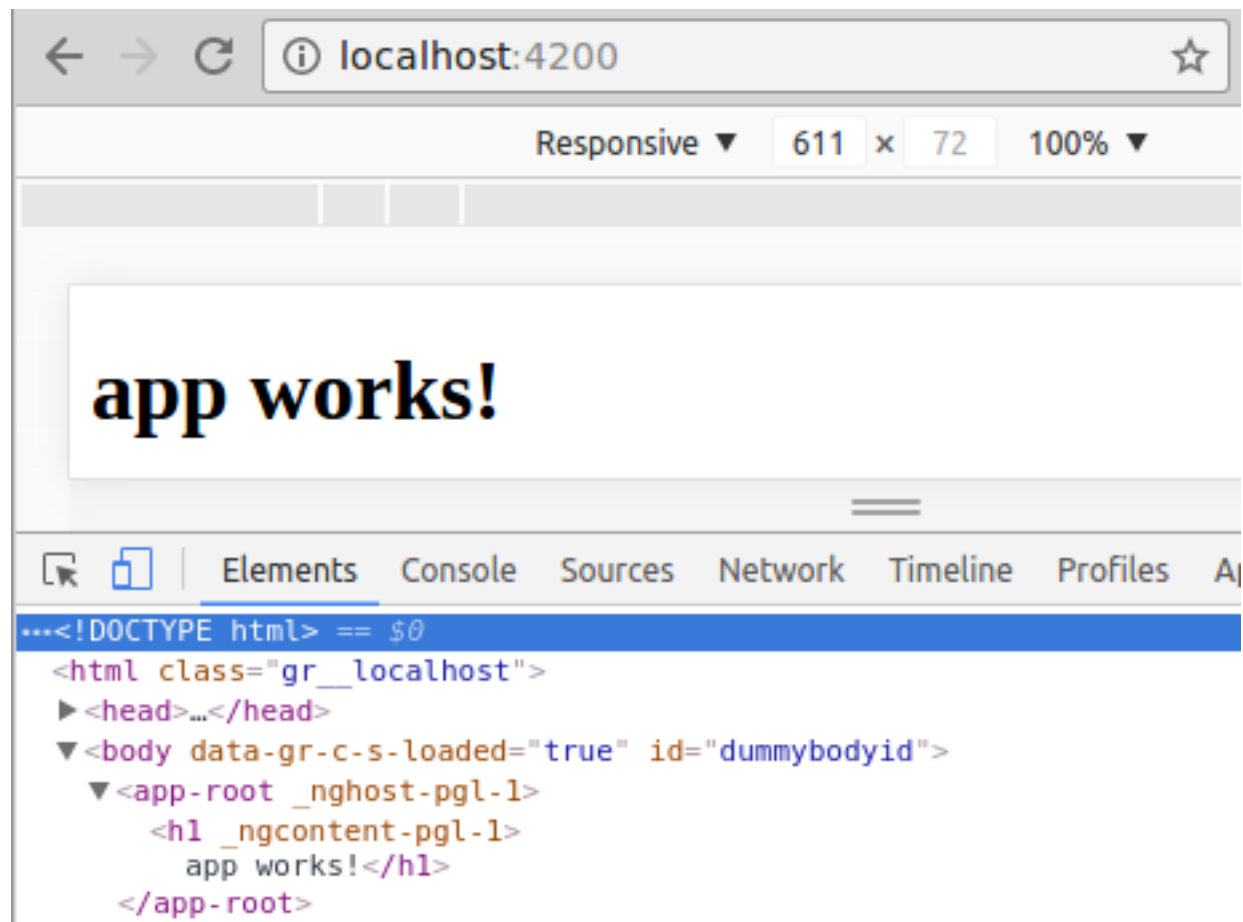 localhost:4200
Responsive ▼ 611 × 72 100% ▼
app works!
Elements Console Sources Network Timeline Profiles
…<!DOCTYPE html> == $0
<html class="gr__localhost">
▶<head>…</head>
▼<body data-gr-c-s-loaded="true" id="dummybodyid">
▼<app-root _nghost-pgl-1>
<h1 _ngcontent-pgl-1>
app works!</h1>
</app-root>